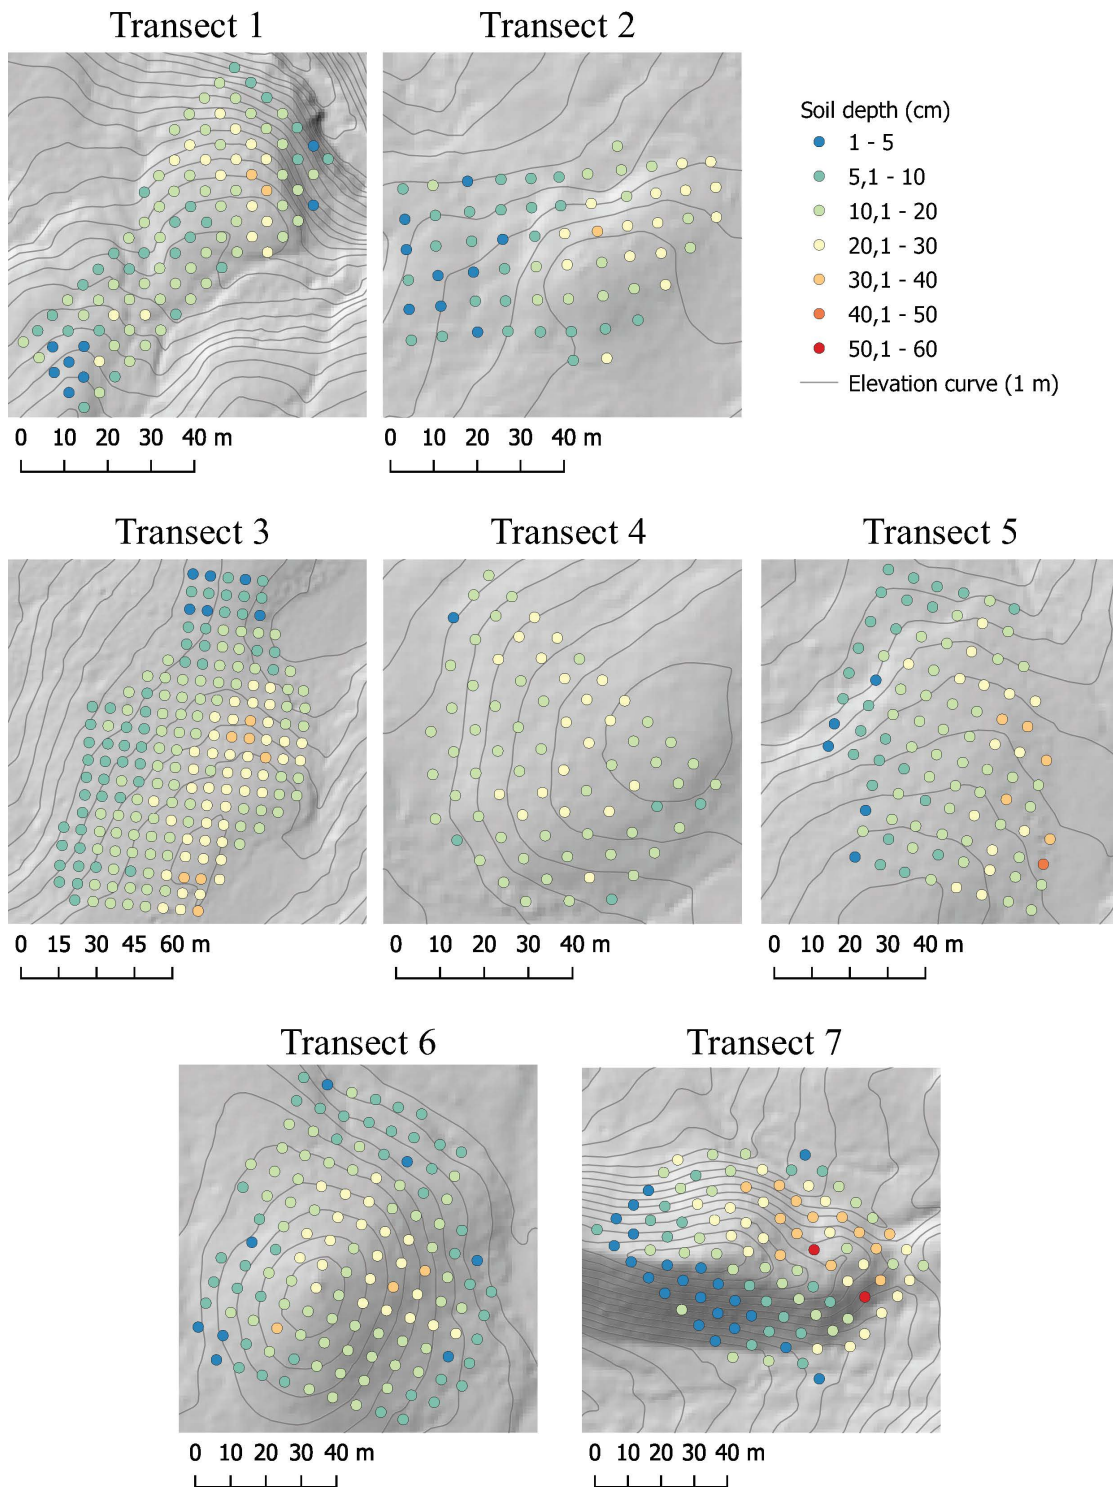 Transect 1
Transect 2
Soil depth (cm)
1 - 5
5,1 - 10
10,1 - 20
20,1 - 30
30,1 - 40
40,1 - 50
50,1 - 60
Elevation curve (1 m)
0 10 20 30 40 m
0 10 20 30 40 m
Transect 3
Transect 4
Transect 5
0 15 30 45 60 m
0 10 20 30 40 m
0 10 20 30 40 m
Transect 6
Transect 7
0 10 20 30 40 m
0 10 20 30 40 m